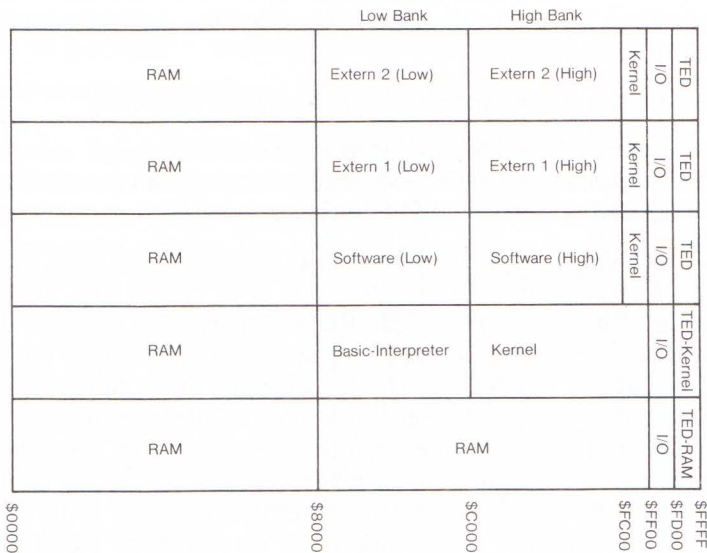 Low Bank High Bank
RAM Extern 2 (Low) Extern 2 (High) Kernel I/O TED
RAM Extern 1 (Low) Extern 1 (High) Kernel I/O TED
RAM Software (Low) Software (High) Kernel I/O TED
RAM Basic-Interpreter Kernel I/O TED-Kernel
RAM RAM I/O TED-RAM
$0000 $8000 $C000 $FC00 $FF00 $FD00 $FFFF